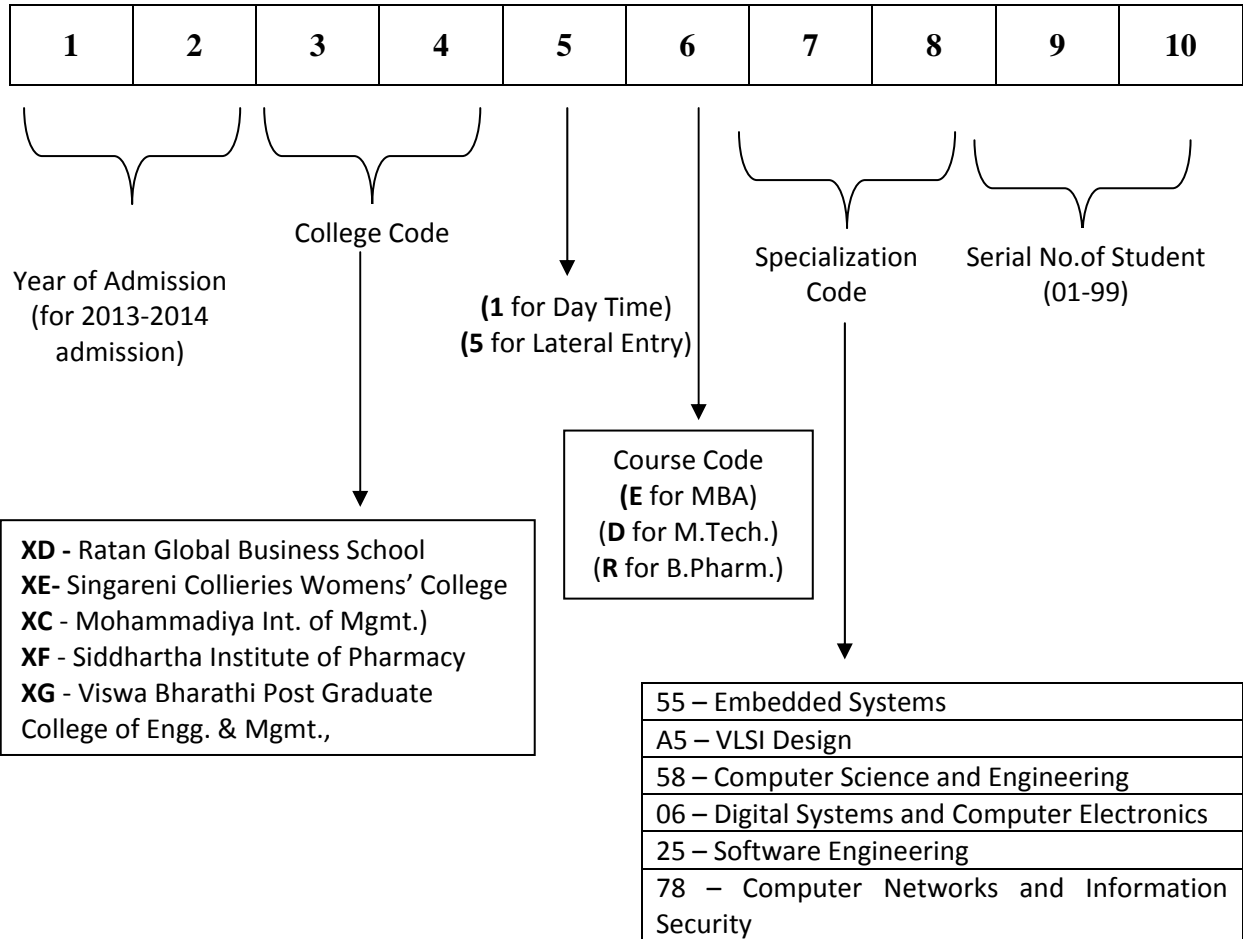 1 2 3 4 5 6 7 8 9 10
Year of Admission
(for 2013-2014
admission)
College Code
XD - Ratan Global Business School
XE- Singareni Collieries Womens’ College
XC - Mohammadiya Int. of Mgmt.)
XF - Siddhartha Institute of Pharmacy
XG - Viswa Bharathi Post Graduate
College of Engg. & Mgmt.,
(1 for Day Time)
(5 for Lateral Entry)
Course Code
(E for MBA)
(D for M.Tech.)
(R for B.Pharm.)
Specialization
Code
55 – Embedded Systems
A5 – VLSI Design
58 – Computer Science and Engineering
06 – Digital Systems and Computer Electronics
25 – Software Engineering
78 – Computer Networks and Information
Security
Serial No.of Student
(01-99)